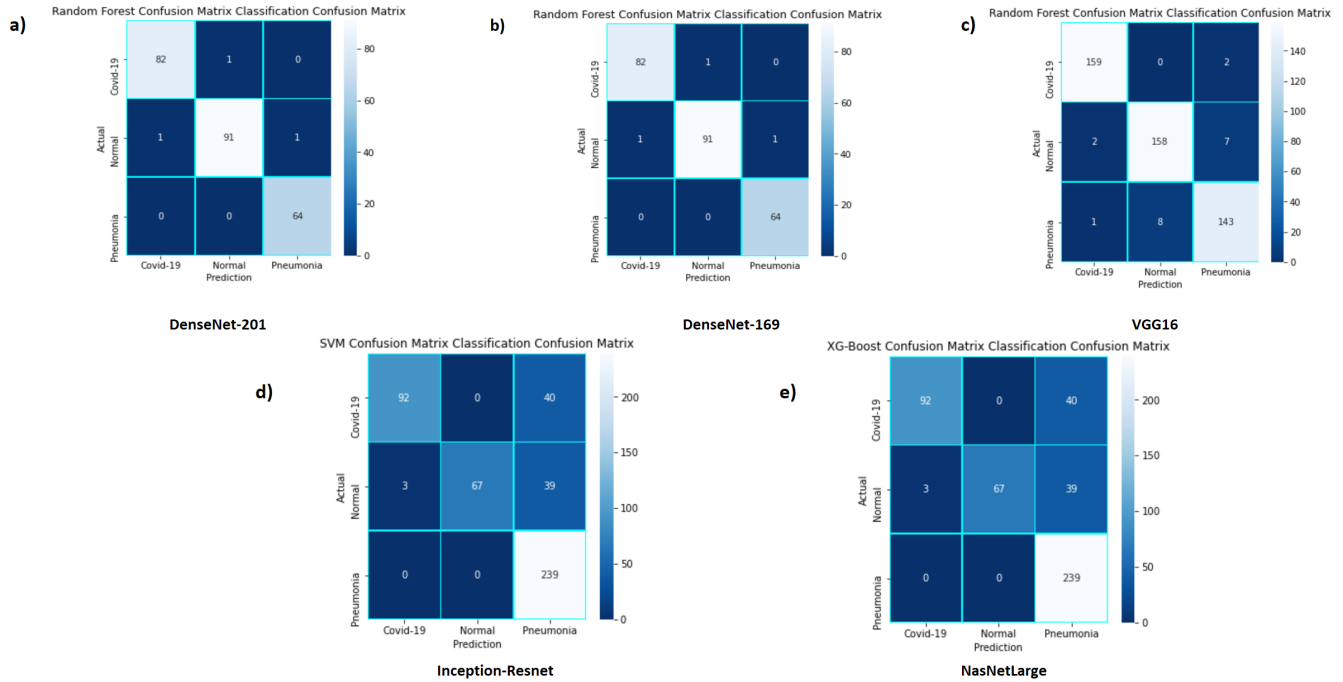 a)
Random Forest Confusion Matrix Classification Confusion Matrix
Covid-19
82 1 0
Actual
Normal
1 91 1
Pneumonia
0 0 64
Covid-19 Normal Pneumonia
Prediction
80
60
40
20
0
DenseNet-201
b)
Random Forest Confusion Matrix Classification Confusion Matrix
Covid-19
82 1 0
Actual
Normal
1 91 1
Pneumonia
0 0 64
Covid-19 Normal Pneumonia
Prediction
80
60
40
20
0
DenseNet-169
c)
Random Forest Confusion Matrix Classification Confusion Matrix
Covid-19
159 0 2
Actual
Normal
2 158 7
Pneumonia
1 8 143
Covid-19 Normal Pneumonia
Prediction
140
120
100
80
60
40
20
0
VGG16
d)
SVM Confusion Matrix Classification Confusion Matrix
Covid-19
92 0 40
Actual
Normal
3 67 39
Pneumonia
0 0 239
Covid-19 Normal Pneumonia
Prediction
200
150
100
50
0
Inception-Resnet
e)
XG-Boost Confusion Matrix Classification Confusion Matrix
Covid-19
92 0 40
Actual
Normal
3 67 39
Pneumonia
0 0 239
Covid-19 Normal Pneumonia
Prediction
200
150
100
50
0
NasNetLarge